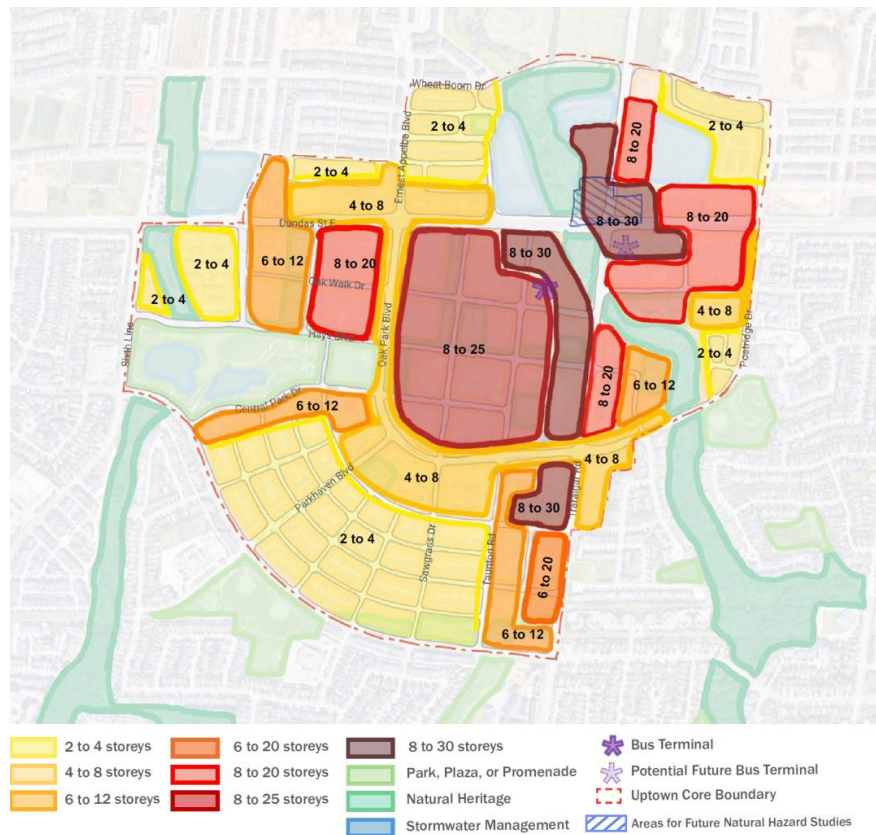 Wheat Boom Dr
Ernest Appelbe Blvd
2 to 4
8 to 20
2 to 4
2 to 4
4 to 8
Dundas St E
8 to 30
8 to 20
2 to 4
6 to 12
8 to 20
8 to 30
Oak Walk Dr
2 to 4
4 to 8
Sixth Line
Oak Park Blvd
Postridge Dr
8 to 25
2 to 4
8 to 20
6 to 12
Central Park Dr
6 to 12
4 to 8
4 to 8
Parkhaven Blvd
8 to 30
2 to 4
Sawgrass Dr
Taunton Rd
6 to 20
6 to 12
2 to 4 storeys
6 to 20 storeys
8 to 30 storeys
Bus Terminal
4 to 8 storeys
8 to 20 storeys
Park, Plaza, or Promenade
Potential Future Bus Terminal
6 to 12 storeys
8 to 25 storeys
Natural Heritage
Uptown Core Boundary
Stormwater Management
Areas for Future Natural Hazard Studies